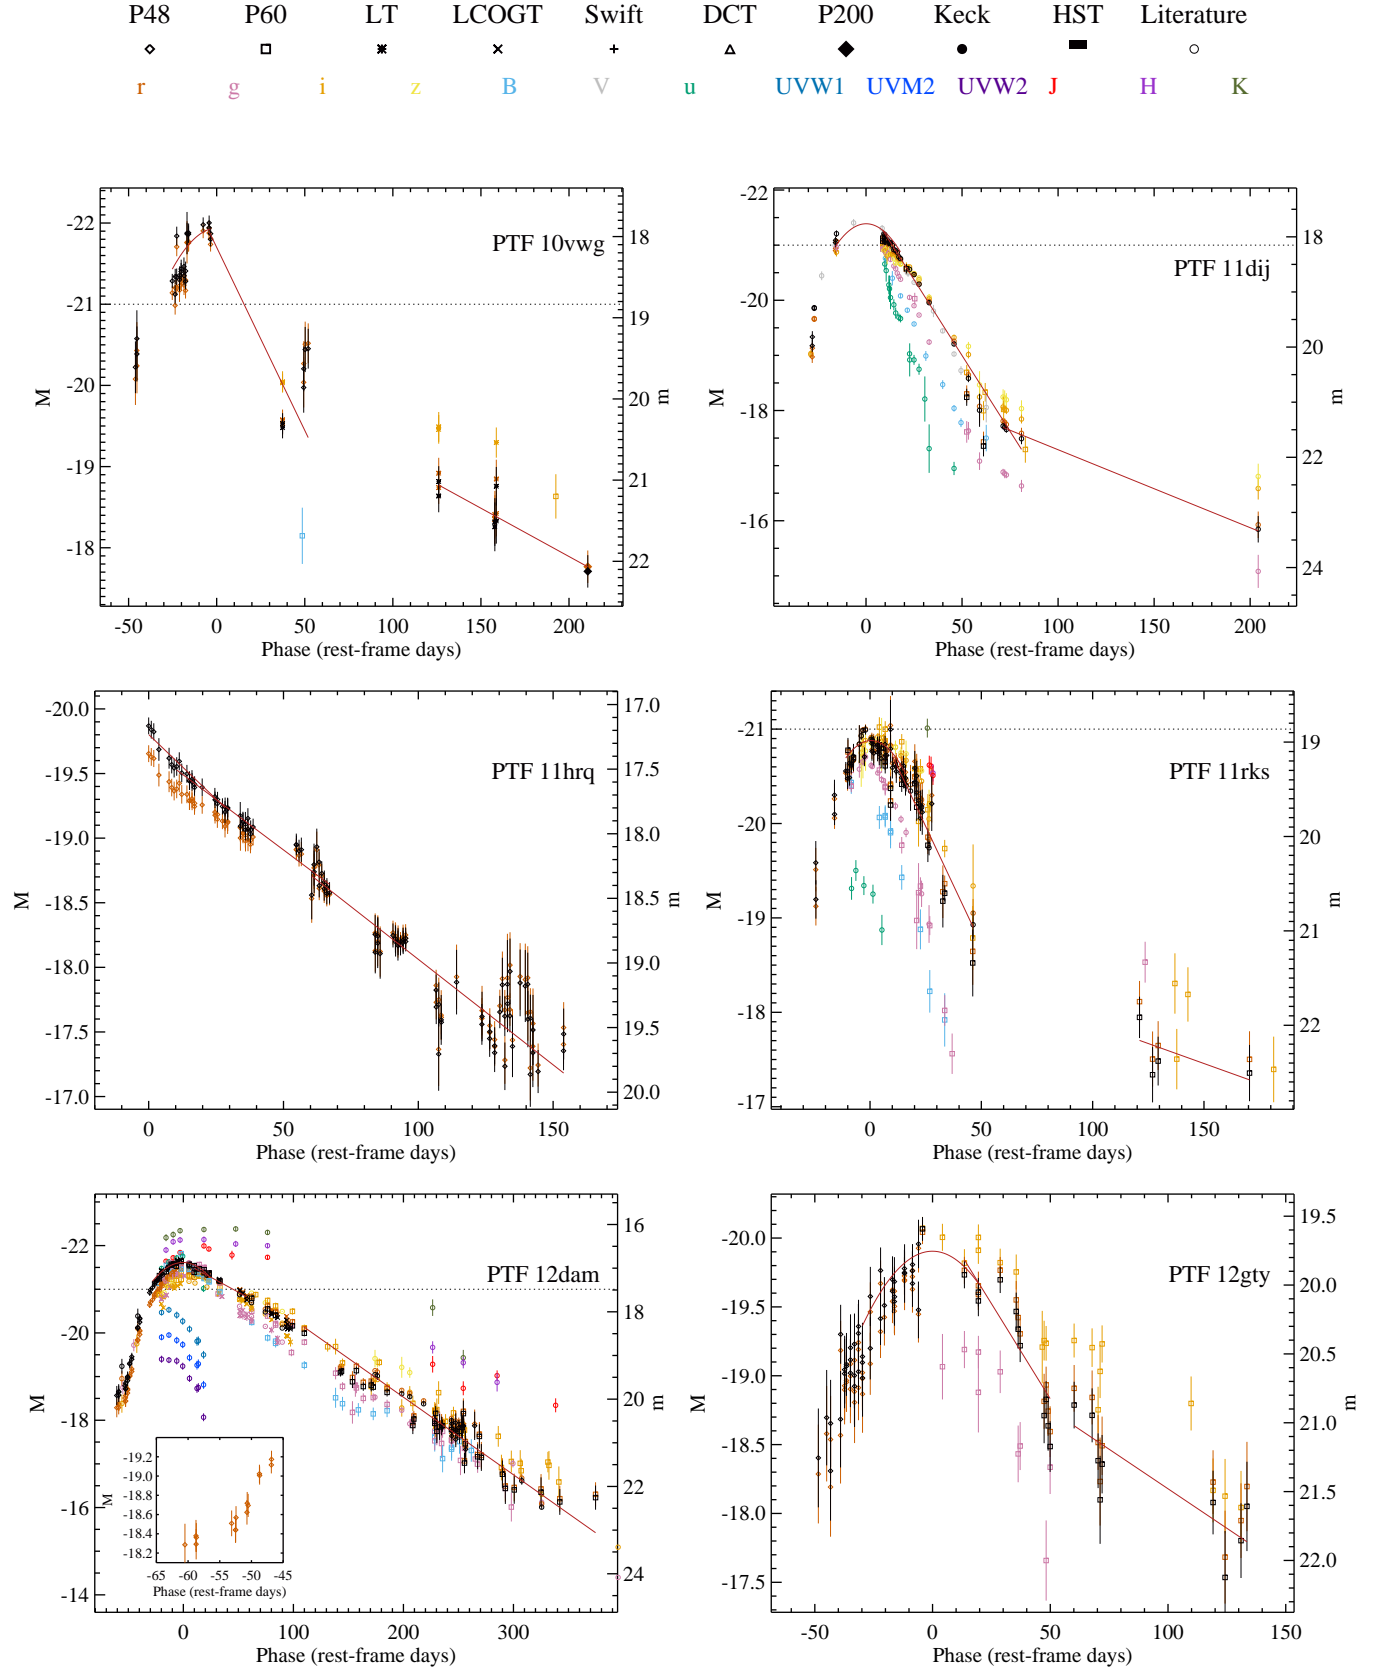 P48 P60 LT LCOGT Swift DCT P200 Keck HST Literature
r g i z B V u UVW1 UVM2 UVW2 J H K
PTF 10vwg
M
-22
-21
-20
-19
-18
18
19
20
21
22
m
-50 0 50 100 150 200
Phase (rest-frame days)
PTF 11dij
M
-22
-20
-18
-16
18
20
22
24
m
0 50 100 150 200
Phase (rest-frame days)
PTF 11hrq
M
-20.0
-19.5
-19.0
-18.5
-18.0
-17.5
-17.0
17.0
17.5
18.0
18.5
19.0
19.5
20.0
m
0 50 100 150
Phase (rest-frame days)
PTF 11rks
M
-21
-20
-19
-18
-17
19
20
21
22
m
0 50 100 150
Phase (rest-frame days)
PTF 12dam
M
-22
-20
-18
-16
-14
16
18
20
22
24
m
0 100 200 300
Phase (rest-frame days)
M
-19.2
-19.0
-18.8
-18.6
-18.4
-18.2
-65 -60 -55 -50 -45
Phase (rest-frame days)
PTF 12gty
M
-20.0
-19.5
-19.0
-18.5
-18.0
-17.5
19.5
20.0
20.5
21.0
21.5
22.0
m
-50 0 50 100 150
Phase (rest-frame days)